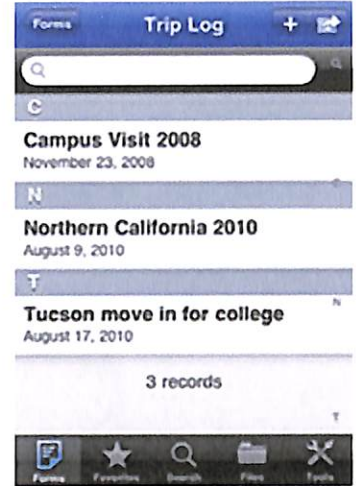 Forms Trip Log +
C
Campus Visit 2008
November 23, 2008
N
Northern California 2010
August 9, 2010
T
Tucson move in for college
August 17, 2010
N
3 records
T
Forms Favorites Search Files Tools